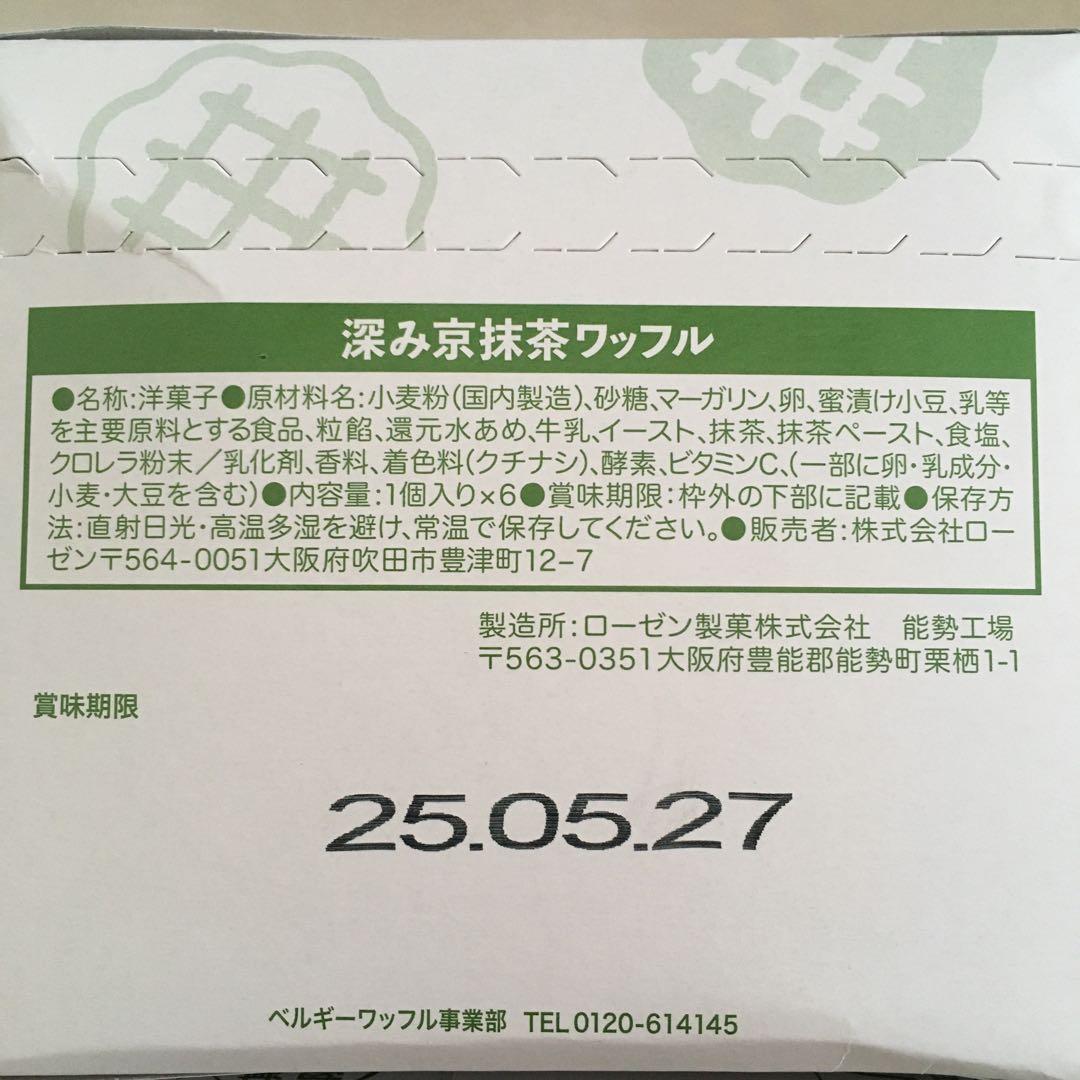 深み京抹茶ワッフル
●名称:洋菓子●原材料名:小麦粉(国内製造)、砂糖、マーガリン、卵、蜜漬け小豆、乳等
を主要原料とする食品、粒餡、還元水あめ、牛乳、イースト、抹茶、抹茶ペースト、食塩、
クロレラ粉末/乳化剤、香料、着色料(クチナシ)、酵素、ビタミンC、(一部に卵・乳成分・
小麦・大豆を含む)●内容量:1個入り×6●賞味期限:枠外の下部に記載●保存方
法:直射日光・高温多湿を避け、常温で保存してください。●販売者:株式会社ロー
ゼン〒564-0051大阪府吹田市豊津町12-7
製造所:ローゼン製菓株式会社 能勢工場
〒563-0351大阪府豊能郡能勢町栗栖1-1
賞味期限
25.05.27
ベルギーワッフル事業部 TEL 0120-614145